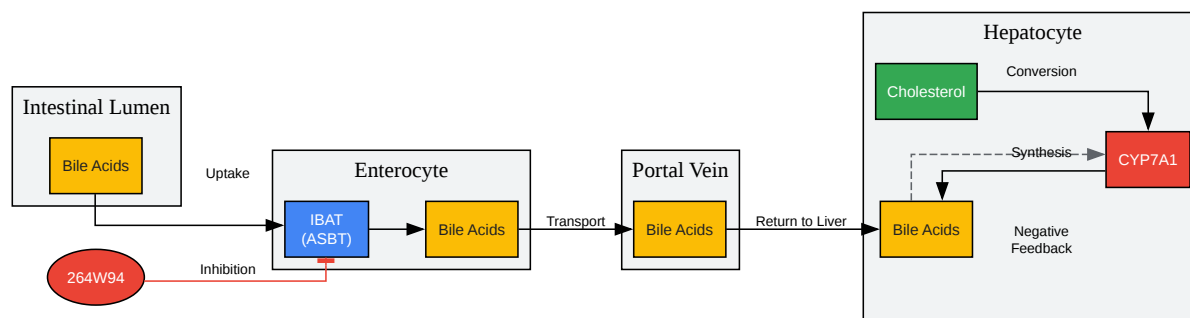 Hepatocyte
Cholesterol
Conversion
Intestinal Lumen
Bile Acids
Uptake
Enterocyte
Portal Vein
Synthesis
CYP7A1
IBAT
(ASBT)
Bile Acids
Transport
Bile Acids
Return to Liver
Bile Acids
Negative
Feedback
264W94
Inhibition